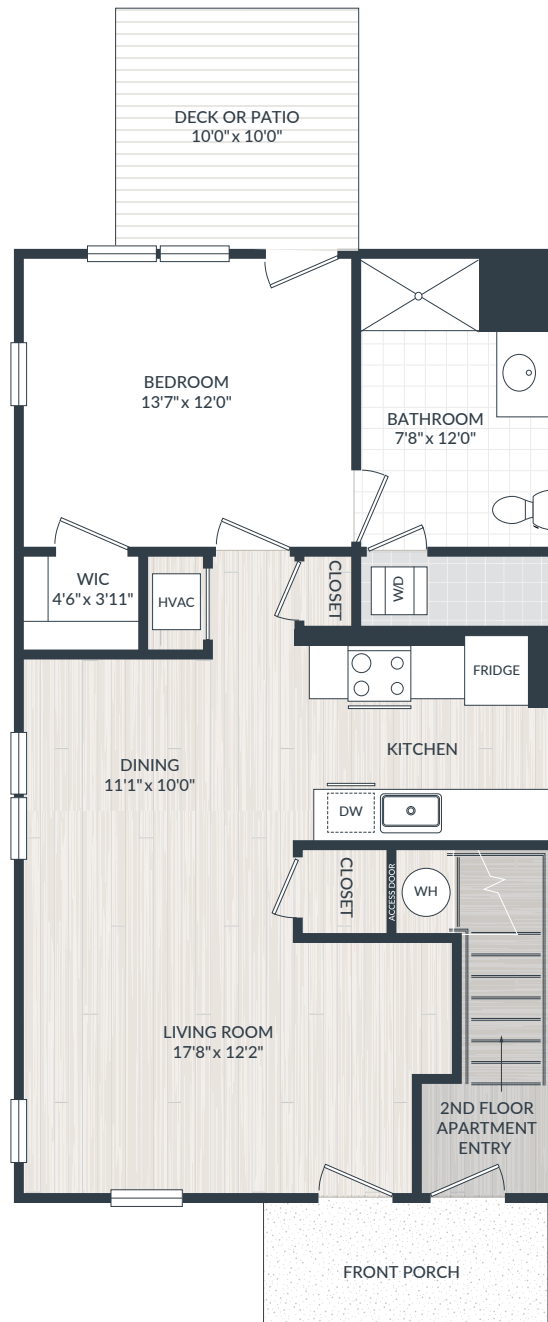 DECK OR PATIO
10'0" x 10'0"
BEDROOM
13'7" x 12'0"
BATHROOM
7'8" x 12'0"
WIC
4'6" x 3'11"
HVAC
CLOSET
W/D
FRIDGE
KITCHEN
DINING
11'1" x 10'0"
DW
CLOSET
ACCESS DOOR
WH
LIVING ROOM
17'8" x 12'2"
2ND FLOOR
APARTMENT
ENTRY
FRONT PORCH